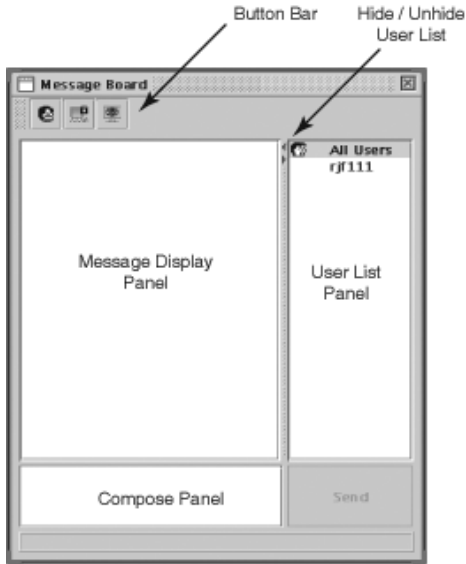 Button Bar
Hide / Unhide
User List
Message Board
All Users
rjf111
Message Display
Panel
User List
Panel
Compose Panel
Send